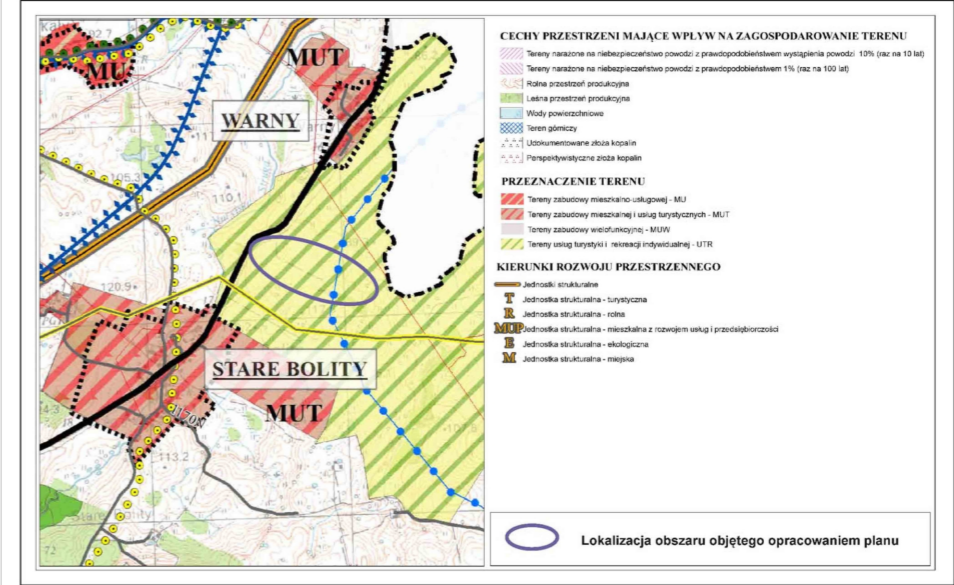 MU
MUT
WARNY
110,1
105.3
120.9
STARE BOLITY
MUT
1170N
113.2
72
CECHY PRZESTRZENI MAJĄCE WPŁYW NA ZAGOSPODAROWANIE TERENU
Tereny narażone na niebezpieczeństwo powodzi z prawdopodobieństwem wystąpienia powodzi 10% (raz na 10 lat)
Tereny narażone na niebezpieczeństwo powodzi z prawdopodobieństwem 1% (raz na 100 lat)
Rolna przestrzeń produkcyjna
Leśna przestrzeń produkcyjna
Wody powierzchniowe
Teren górniczy
Udokumentowane złoża kopalin
Perspektywistyczne złoża kopalin
PRZEZNACZENIE TERENU
Tereny zabudowy mieszkalno-usługowej - MU
Tereny zabudowy mieszkalnej i usług turystycznych - MUT
Tereny zabudowy wielofunkcyjnej - MUW
Tereny usług turystyki i rekreacji indywidualnej - UTR
KIERUNKI ROZWOJU PRZESTRZENNEGO
Jednostki strukturalne
T Jednostka strukturalna - turystyczna
R Jednostka strukturalna - rolna
MUP Jednostka strukturalna - mieszkalna z rozwojem usług i przedsiębiorczości
E Jednostka strukturalna - ekologiczna
M Jednostka strukturalna - miejska
Lokalizacja obszaru objętego opracowaniem planu